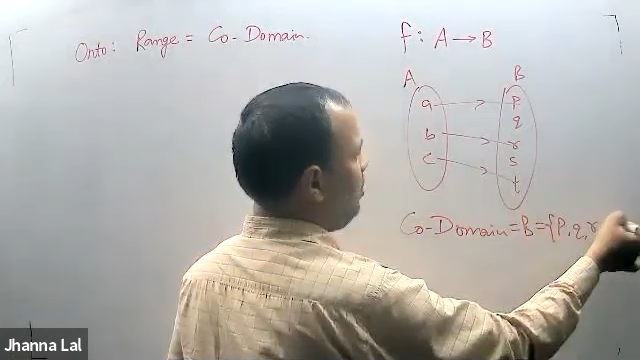 Onto: Range = Co-Domain.
f: A → B
A B
a p
q
b r
c s
t
Co-Domain = B = {P, q, r
Jhanna Lal